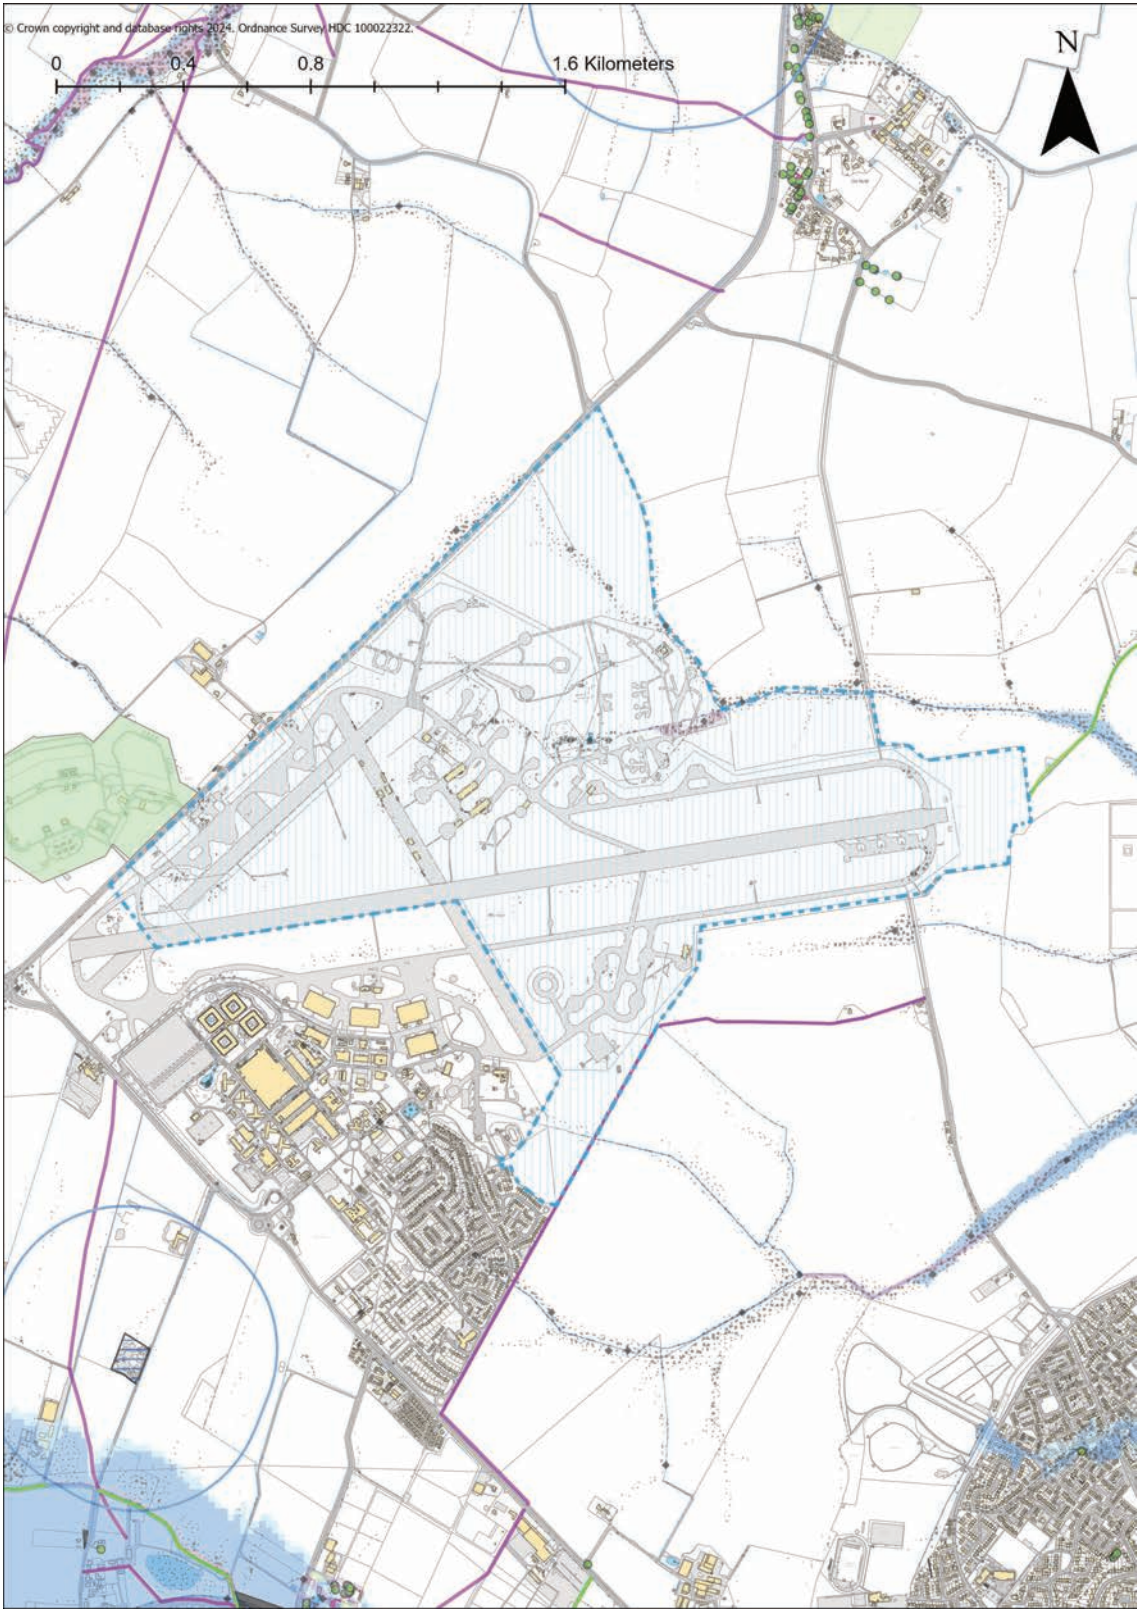 © Crown copyright and database rights 2024. Ordnance Survey HDC 100022322.
N
0 0.4 0.8 1.6 Kilometers